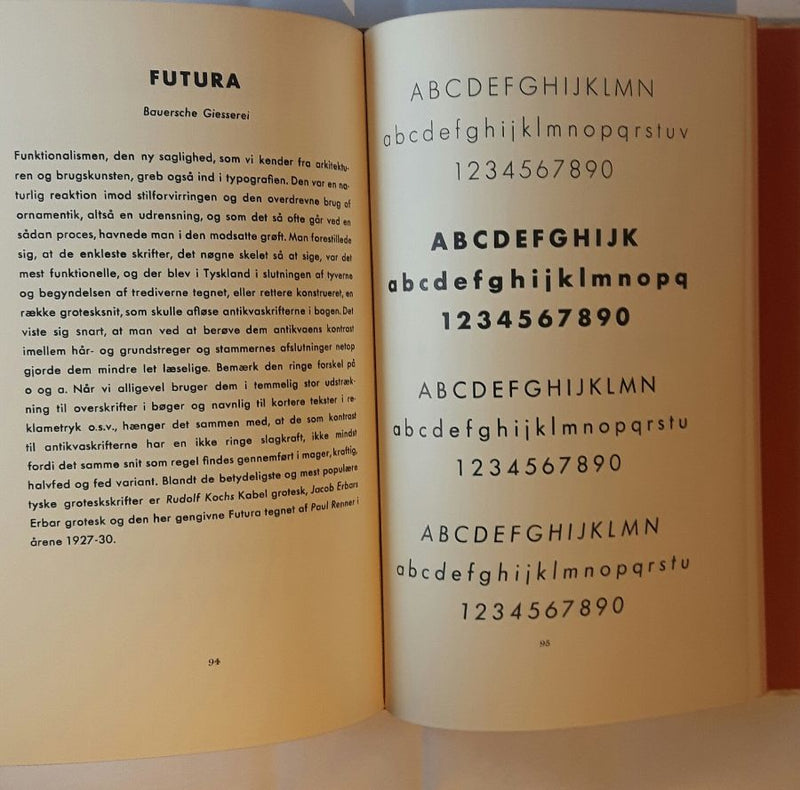 FUTURA
Bauersche Giesserei
Funktionalismen, den ny saglighed, som vi kender fra arkitektu-
ren og brugskunsten, greb også ind i typografien. Den var en na-
turlig reaktion imod stilforvirringen og den overdrevne brug af
ornamentik, altså en udrensning, og som det så ofte går ved en
sådan proces, havnede man i den modsatte grøft. Man forestillede
sig, at de enkleste skrifter, det nøgne skelet så at sige, var det
mest funktionelle, og der blev i Tyskland i slutningen af tyverne
og begyndelsen af trediverne tegnet, eller rettere konstrueret, en
række grotesksnit, som skulle afløse antikvaskrifterne i bogen. Det
viste sig snart, at man ved at berøve dem antikvaens kontrast
imellem hår- og grundstreger og stammernes afslutninger netop
gjorde dem mindre let læselige. Bemærk den ringe forskel på
o og a. Når vi alligevel bruger dem i temmelig stor udstræk-
ning til overskrifter i bøger og navnlig til kortere tekster i re-
klametryk o.s.v., hænger det sammen med, at de som kontrast
til antikvaskrifterne har en ikke ringe slagkraft, ikke mindst
fordi det samme snit som regel findes gennemført i mager, kraftig,
halvfed og fed variant. Blandt de betydeligste og mest populære
tyske groteskskrifter er Rudolf Kochs Kabel grotesk, Jacob Erbars
Erbar grotesk og den her gengivne Futura tegnet af Paul Renner i
årene 1927-30.
94
ABCDEFGHIJKLMN
abcdefghijklmnopqrstuv
1234567890
ABCDEFGHIJK
abcdefghijklmnopq
1234567890
ABCDEFGHIJKLMN
abcdefghijklmnopqrstu
1234567890
ABCDEFGHIJKLMN
abcdefghijklmnopqrstu
1234567890
95